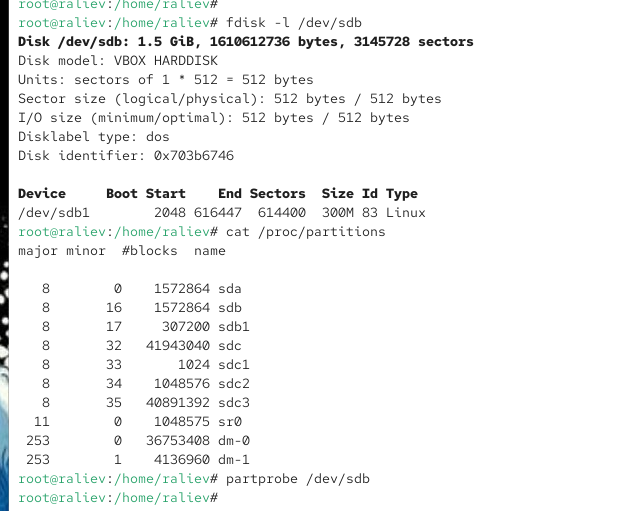 root@raliev:/home/raliev#
root@raliev:/home/raliev# fdisk -l /dev/sdb
Disk /dev/sdb: 1.5 GiB, 1610612736 bytes, 3145728 sectors
Disk model: VBOX HARDDISK
Units: sectors of 1 * 512 = 512 bytes
Sector size (logical/physical): 512 bytes / 512 bytes
I/O size (minimum/optimal): 512 bytes / 512 bytes
Disklabel type: dos
Disk identifier: 0x703b6746
Device     Boot Start    End Sectors  Size Id Type
/dev/sdb1        2048 616447  614400  300M 83 Linux
root@raliev:/home/raliev# cat /proc/partitions
major minor  #blocks  name
   8        0    1572864 sda
   8       16    1572864 sdb
   8       17     307200 sdb1
   8       32   41943040 sdc
   8       33       1024 sdc1
   8       34    1048576 sdc2
   8       35   40891392 sdc3
  11        0    1048575 sr0
 253        0   36753408 dm-0
 253        1    4136960 dm-1
root@raliev:/home/raliev# partprobe /dev/sdb
root@raliev:/home/raliev#